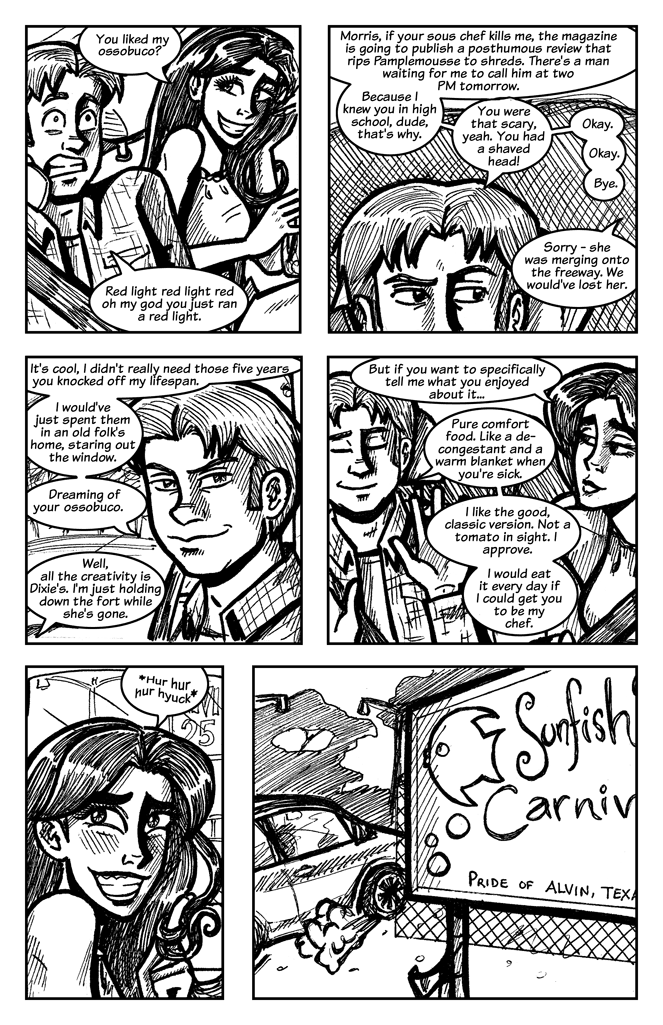 You liked my
ossobuco?
Red light red light red
oh my god you just ran
a red light.
Morris, if your sous chef kills me, the magazine
is going to publish a posthumous review that
rips Pamplemousse to shreds. There's a man
waiting for me to call him at two
PM tomorrow.
Because I
knew you in high
school, dude,
that's why.
You were
that scary,
yeah. You had
a shaved
head!
Okay.
Okay.
Bye.
Sorry - she
was merging onto
the freeway. We
would've lost her.
It's cool, I didn't really need those five years
you knocked off my lifespan.
I would've
just spent them
in an old folk's
home, staring out
the window.
Dreaming of
your ossobuco.
Well,
all the creativity is
Dixie's. I'm just holding
down the fort while
she's gone.
But if you want to specifically
tell me what you enjoyed
about it...
Pure comfort
food. Like a de-
congestant and a
warm blanket when
you're sick.
I like the good,
classic version. Not a
tomato in sight. I
approve.
I would eat
it every day if
I could get you
to be my
chef.
*Hur hur
hur hyuck*
25
Sunfish
Carniv
PRIDE OF ALVIN, TEXA